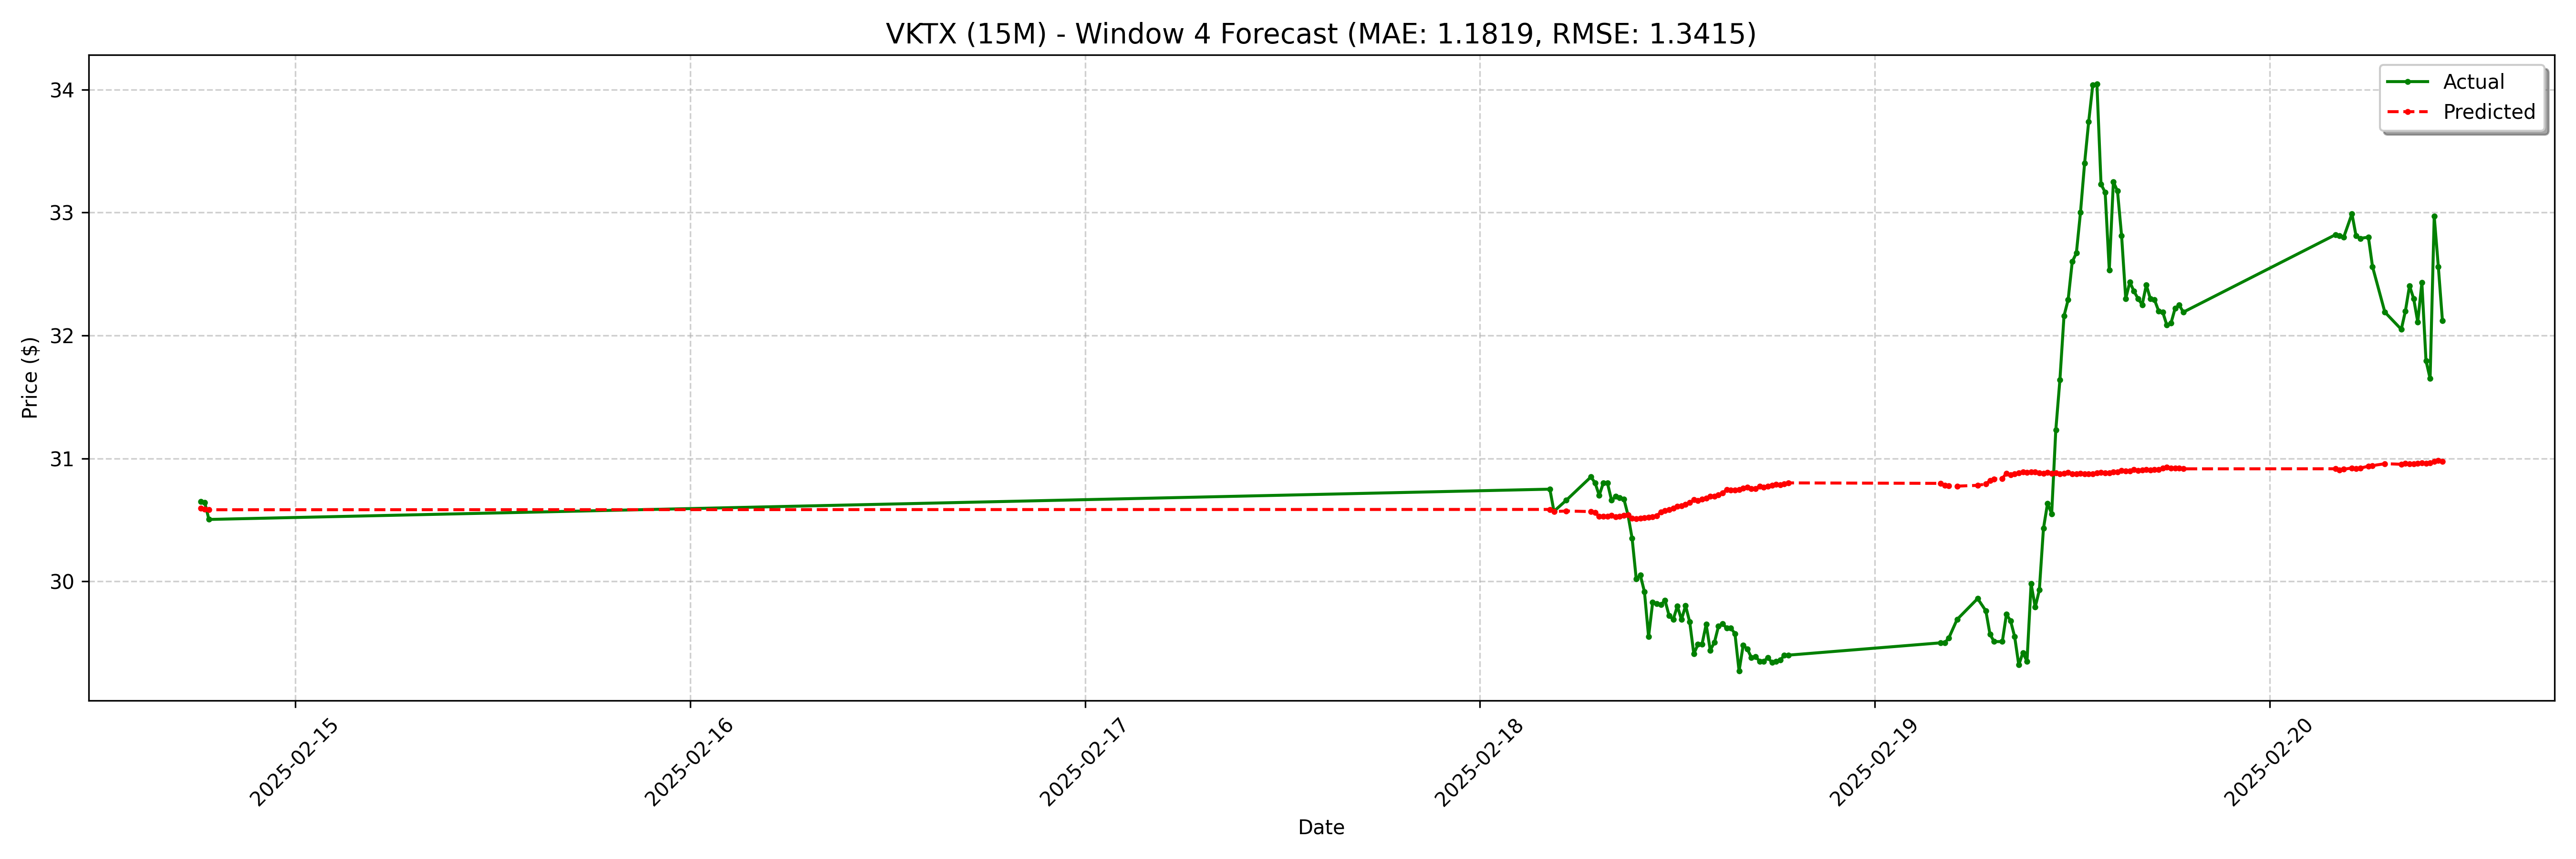 VKTX (15M) - Window 4 Forecast (MAE: 1.1819, RMSE: 1.3415)
Actual
Predicted
Price ($)
34
33
32
31
30
2025-02-15
2025-02-16
2025-02-17
2025-02-18
2025-02-19
2025-02-20
Date